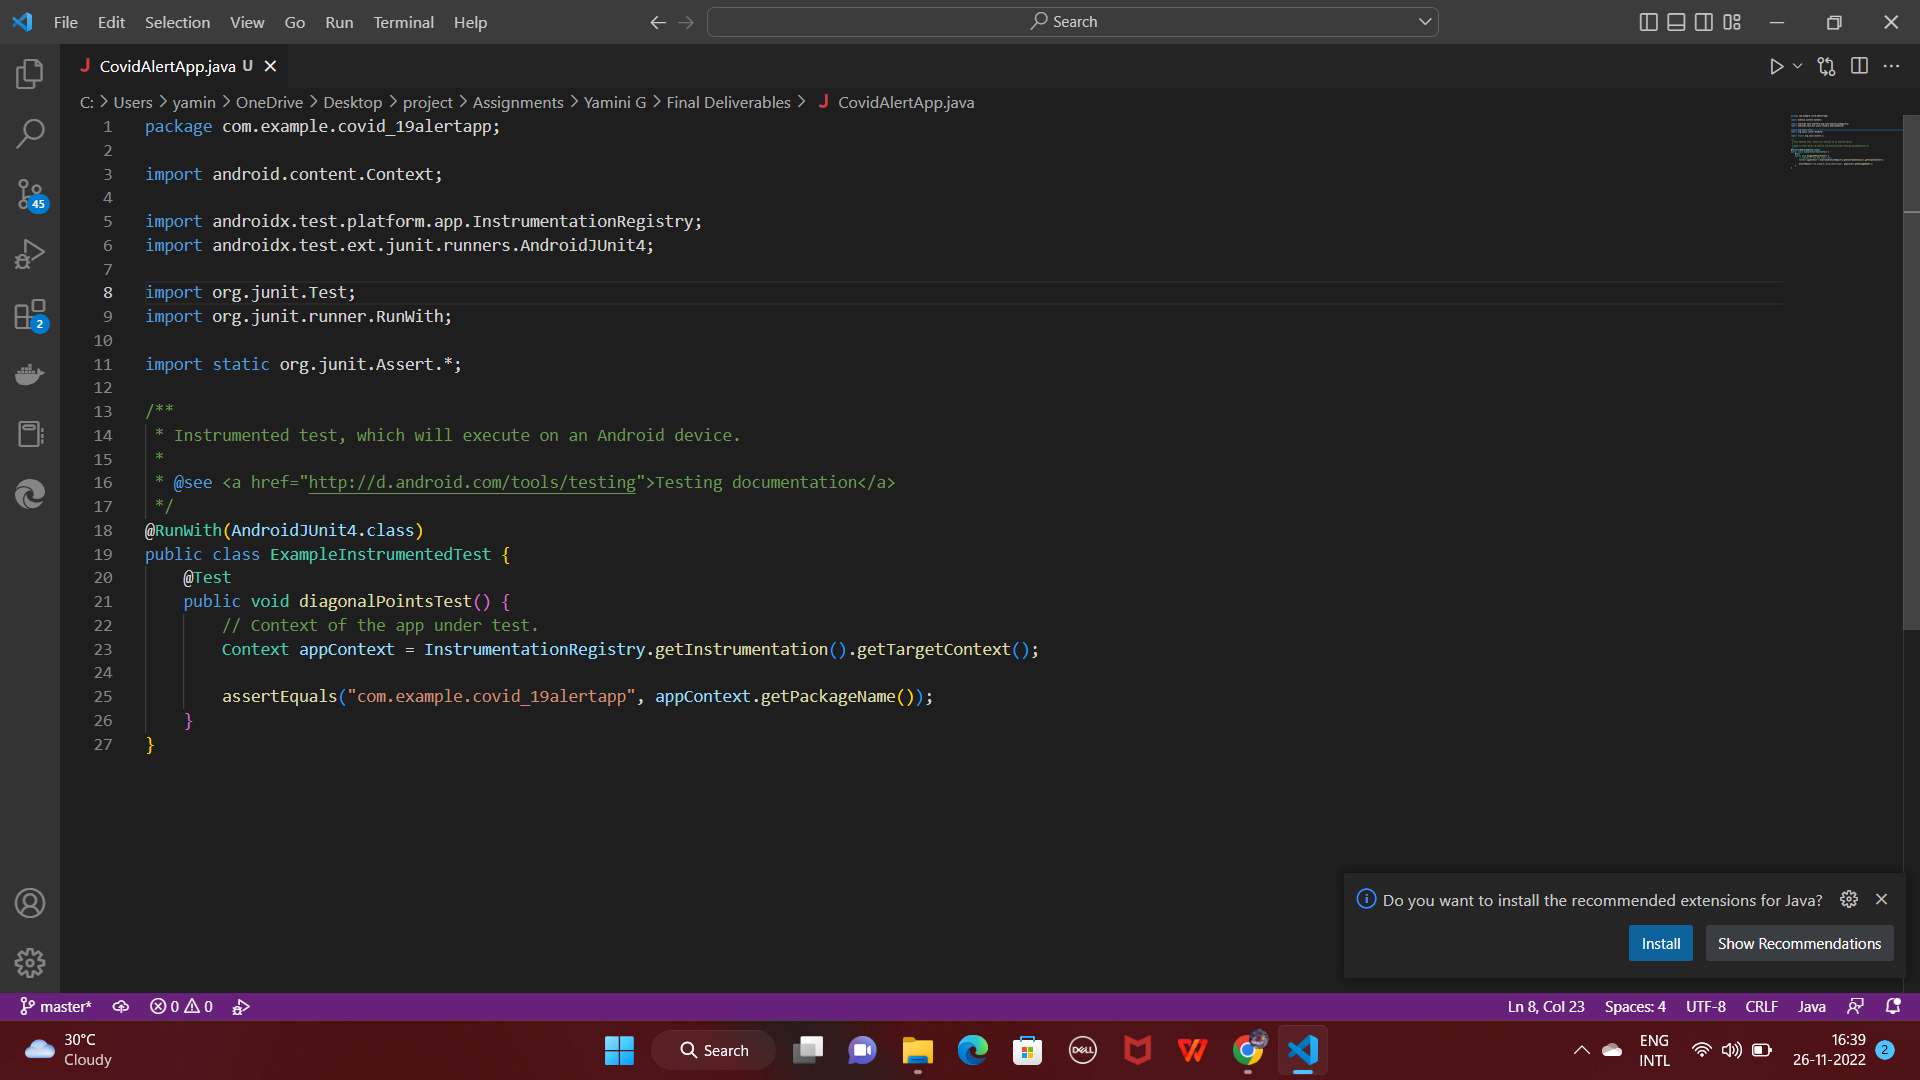 File Edit Selection View Go Run Terminal Help Search
CovidAlertApp.java U
C: > Users > yamin > OneDrive > Desktop > project > Assignments > Yamini G > Final Deliverables > J CovidAlertApp.java
1 package com.example.covid_19alertapp;
2
3 import android.content.Context;
4
5 import androidx.test.platform.app.InstrumentationRegistry;
6 import androidx.test.ext.junit.runners.AndroidJUnit4;
7
8 import org.junit.Test;
9 import org.junit.runner.RunWith;
10
11 import static org.junit.Assert.*;
12
13 /**
14 * Instrumented test, which will execute on an Android device.
15 *
16 * @see <a href="http://d.android.com/tools/testing">Testing documentation</a>
17 */
18 @RunWith(AndroidJUnit4.class)
19 public class ExampleInstrumentedTest {
20 @Test
21 public void diagonalPointsTest() {
22 // Context of the app under test.
23 Context appContext = InstrumentationRegistry.getInstrumentation().getTargetContext();
24
25 assertEquals("com.example.covid_19alertapp", appContext.getPackageName());
26 }
27 }
45
2
Do you want to install the recommended extensions for Java?
Install Show Recommendations
master* 0 0 Ln 8, Col 23 Spaces: 4 UTF-8 CRLF Java
30°C
Cloudy
Search
DELL
ENG
INTL
16:39
26-11-2022
2